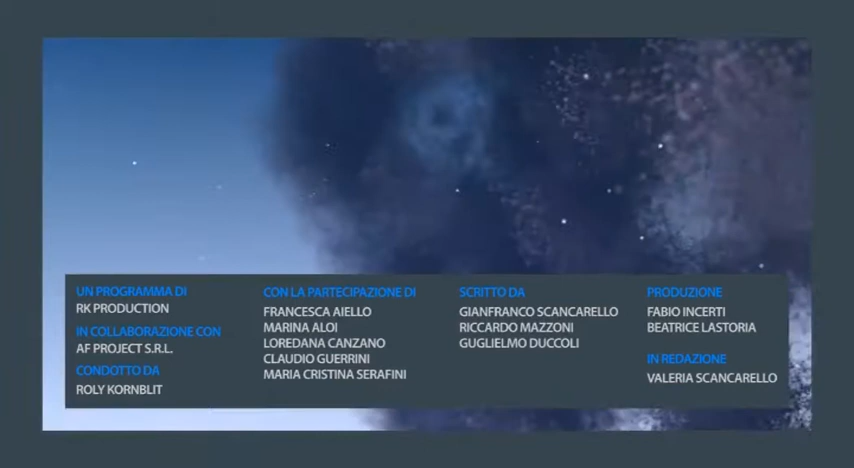 UN PROGRAMMA DI
RK PRODUCTION
IN COLLABORAZIONE CON
AF PROJECT S.R.L.
CONDOTTO DA
ROLY KORNBLIT
CON LA PARTECIPAZIONE DI
FRANCESCA AIELLO
MARINA ALOI
LOREDANA CANZANO
CLAUDIO GUERRINI
MARIA CRISTINA SERAFINI
SCRITTO DA
GIANFRANCO SCANCARELLO
RICCARDO MAZZONI
GUGLIELMO DUCCOLI
PRODUZIONE
FABIO INCERTI
BEATRICE LASTORIA
IN REDAZIONE
VALERIA SCANCARELLO